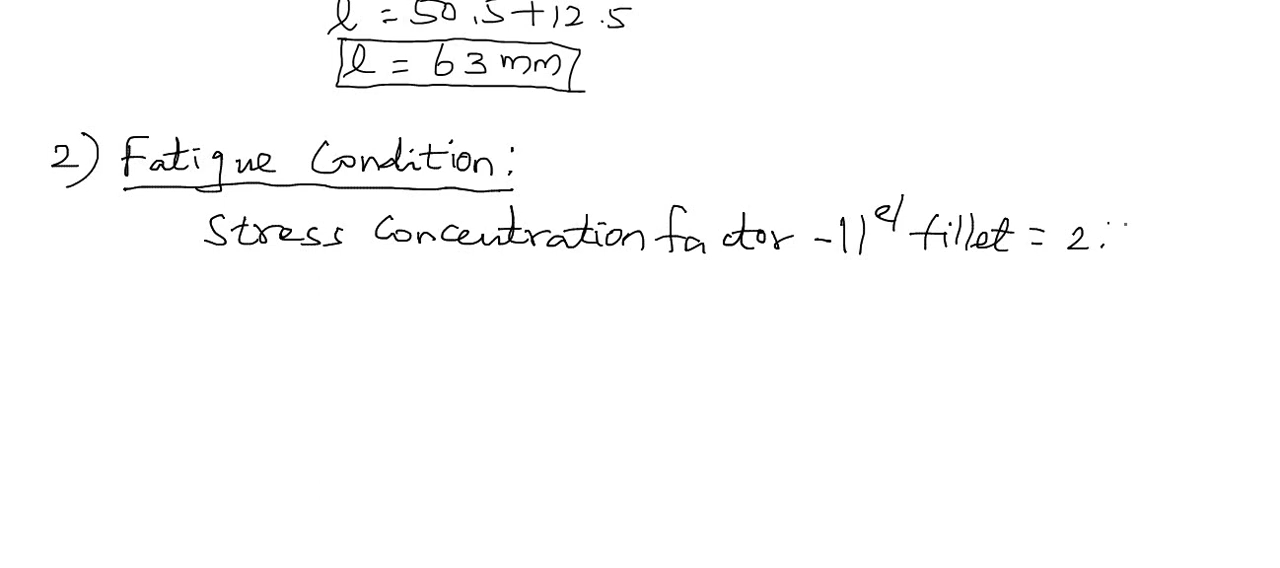 l = 50.5+12.5
l = 63 mm
2) Fatigue Condition:
Stress Concentration factor - 11el fillet = 2.